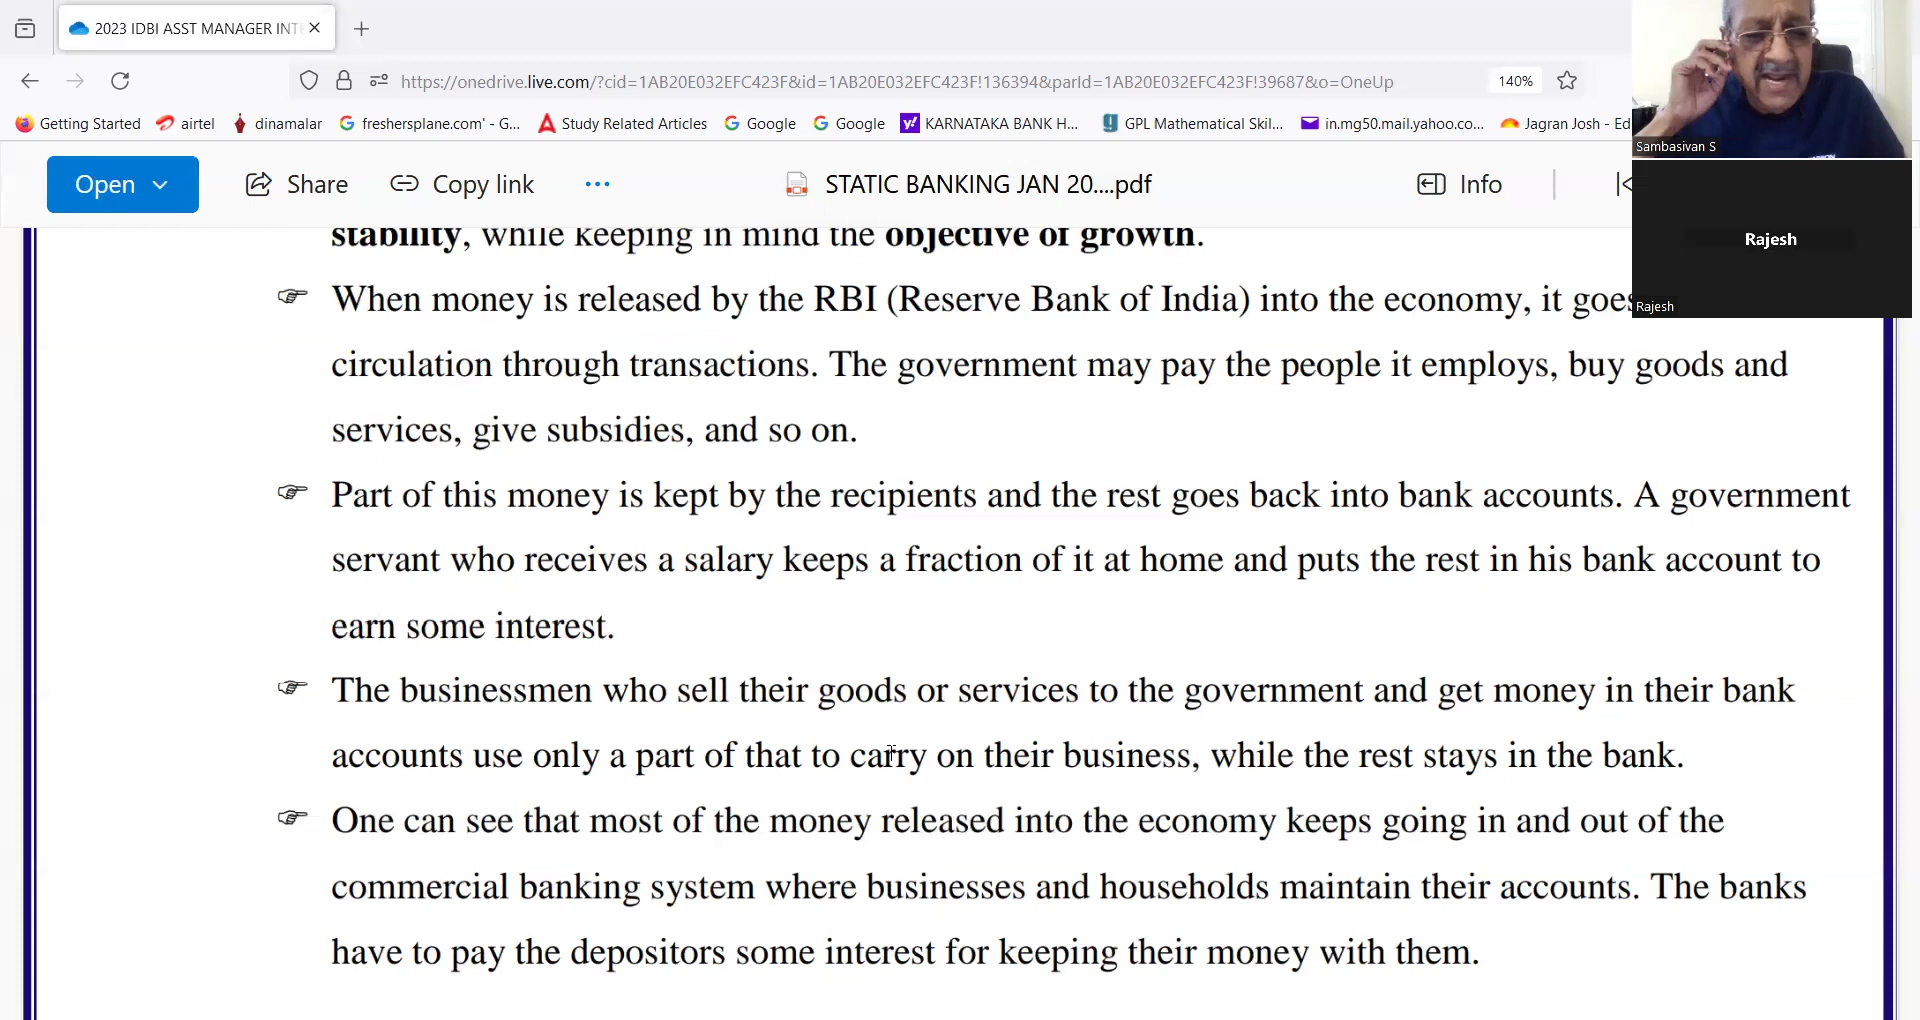 2023 IDBI ASST MANAGER INT
https://onedrive.live.com/?cid=1AB20E032EFC423F&id=1AB20E032EFC423F!136394&parId=1AB20E032EFC423F!39687&o=OneUp
140%
Getting Started
airtel
dinamalar
freshersplane.com' - G...
Study Related Articles
Google
Google
KARNATAKA BANK H...
GPL Mathematical Skil...
in.mg50.mail.yahoo.co...
Jagran Josh - Ed
Sambasivan S
Open
Share
Copy link
STATIC BANKING JAN 20....pdf
Info
Rajesh
Rajesh
stability, while keeping in mind the objective of growth.
When money is released by the RBI (Reserve Bank of India) into the economy, it goes
circulation through transactions. The government may pay the people it employs, buy goods and
services, give subsidies, and so on.
Part of this money is kept by the recipients and the rest goes back into bank accounts. A government
servant who receives a salary keeps a fraction of it at home and puts the rest in his bank account to
earn some interest.
The businessmen who sell their goods or services to the government and get money in their bank
accounts use only a part of that to carry on their business, while the rest stays in the bank.
One can see that most of the money released into the economy keeps going in and out of the
commercial banking system where businesses and households maintain their accounts. The banks
have to pay the depositors some interest for keeping their money with them.